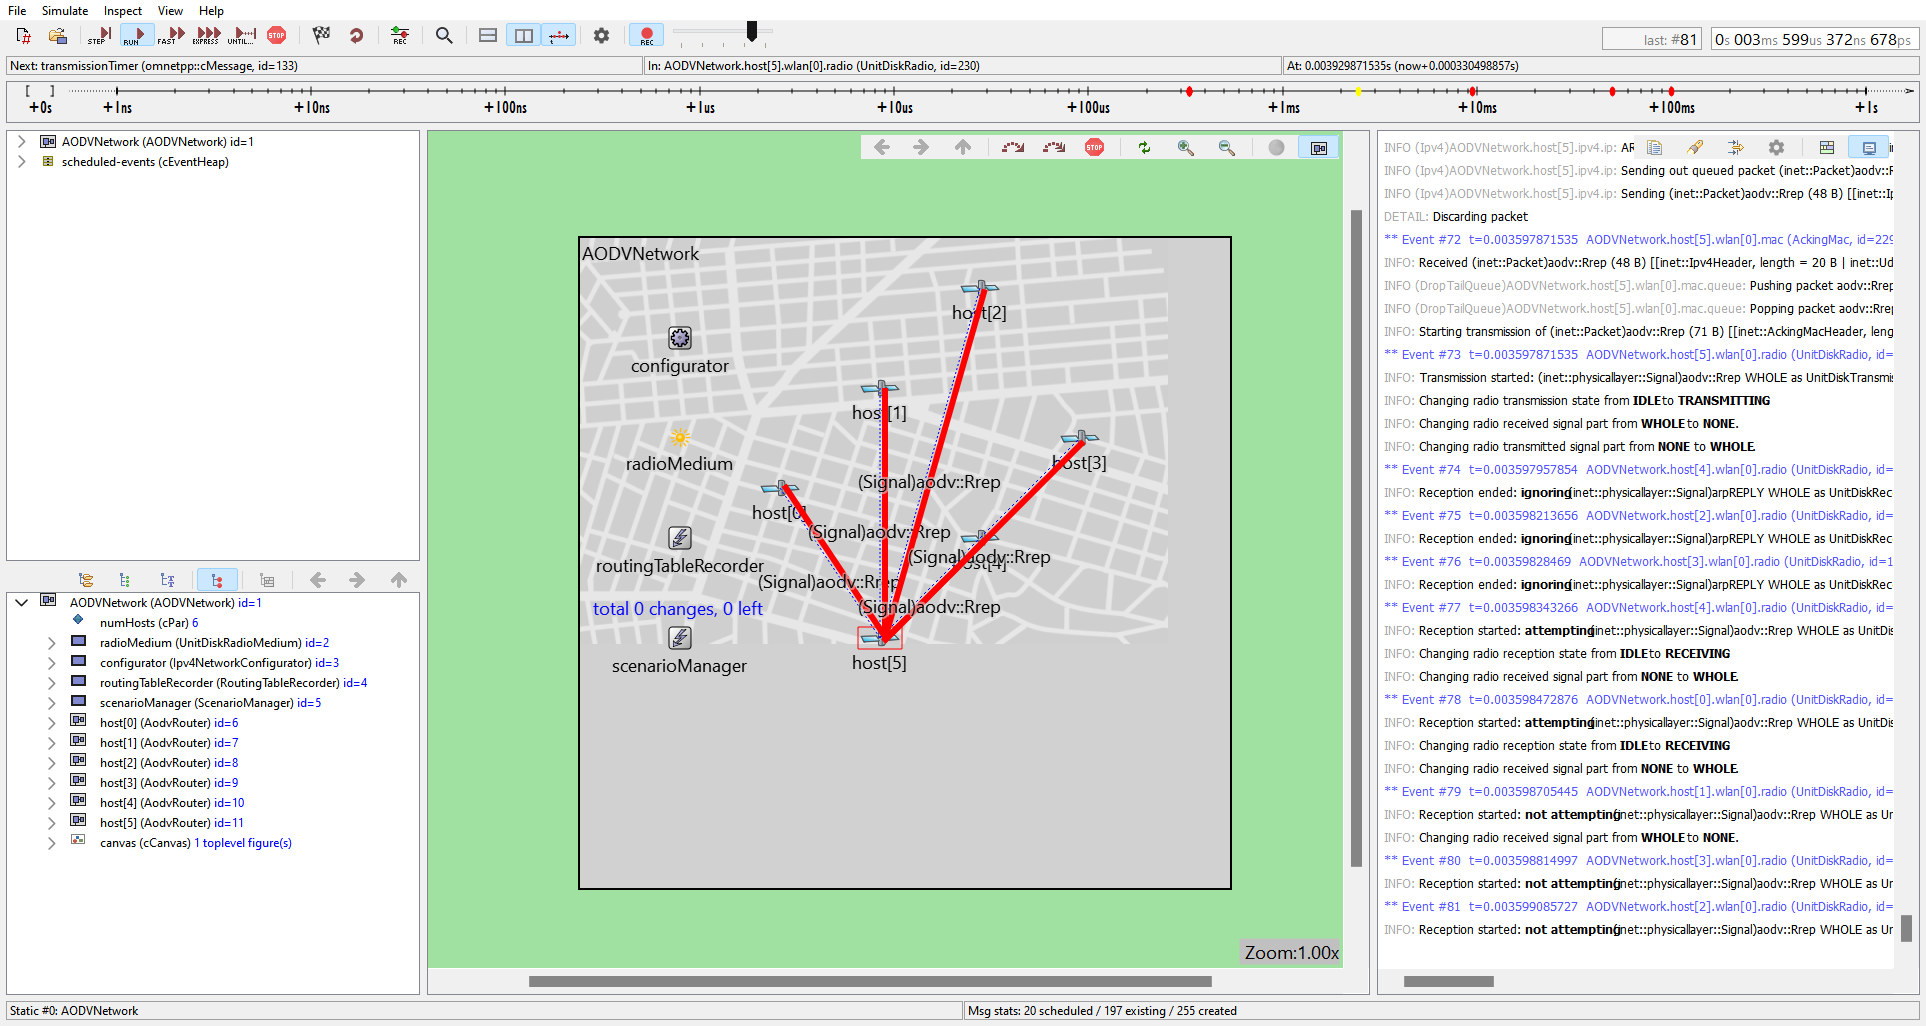 File Simulate Inspect View Help
STEP RUN FAST EXPRESS UNTIL... STOP REC REC
last: #81 0s 003ms 599us 372ns 678ps
Next: transmissionTimer (omnetpp::cMessage, id=133) In: AODVNetwork.host[5].wlan[0].radio (UnitDiskRadio, id=230) At: 0.003929871535s (now+0.000330498857s)
[ ]
+0s +1ns +10ns +100ns +1us +10us +100us +1ms +10ms +100ms +1s
AODVNetwork (AODVNetwork) id=1
scheduled-events (cEventHeap)
AODVNetwork (AODVNetwork) id=1
numHosts (cPar) 6
radioMedium (UnitDiskRadioMedium) id=2
configurator (Ipv4NetworkConfigurator) id=3
routingTableRecorder (RoutingTableRecorder) id=4
scenarioManager (ScenarioManager) id=5
host[0] (AodvRouter) id=6
host[1] (AodvRouter) id=7
host[2] (AodvRouter) id=8
host[3] (AodvRouter) id=9
host[4] (AodvRouter) id=10
host[5] (AodvRouter) id=11
canvas (cCanvas) 1 toplevel figure(s)
STOP
AODVNetwork
host[2]
configurator
host[1]
radioMedium
host[3]
(Signal)aodv::Rrep
host[0]
(Signal)aodv::Rrep
(Signal)aodv::Rrep
routingTableRecorder
(Signal)aodv::Rrep
total 0 changes, 0 left
(Signal)aodv::Rrep
scenarioManager
host[5]
Zoom:1.00x
INFO (Ipv4)AODVNetwork.host[5].ipv4.ip: AR
INFO (Ipv4)AODVNetwork.host[5].ipv4.ip: Sending out queued packet (inet::Packet)aodv::R
INFO (Ipv4)AODVNetwork.host[5].ipv4.ip: Sending (inet::Packet)aodv::Rrep (48 B) [[inet::Ip
DETAIL: Discarding packet
** Event #72 t=0.003597871535 AODVNetwork.host[5].wlan[0].mac (AckingMac, id=229
INFO: Received (inet::Packet)aodv::Rrep (48 B) [[inet::Ipv4Header, length = 20 B | inet::Ud
INFO (DropTailQueue)AODVNetwork.host[5].wlan[0].mac.queue: Pushing packet aodv::Rrep
INFO (DropTailQueue)AODVNetwork.host[5].wlan[0].mac.queue: Popping packet aodv::Rrep
INFO: Starting transmission of (inet::Packet)aodv::Rrep (71 B) [[inet::AckingMacHeader, leng
** Event #73 t=0.003597871535 AODVNetwork.host[5].wlan[0].radio (UnitDiskRadio, id=
INFO: Transmission started: (inet::physicallayer::Signal)aodv::Rrep WHOLE as UnitDiskTransmis
INFO: Changing radio transmission state from IDLE to TRANSMITTING
INFO: Changing radio received signal part from WHOLE to NONE.
INFO: Changing radio transmitted signal part from NONE to WHOLE.
** Event #74 t=0.003597957854 AODVNetwork.host[4].wlan[0].radio (UnitDiskRadio, id=
INFO: Reception ended: ignoring (inet::physicallayer::Signal)arpREPLY WHOLE as UnitDiskRec
** Event #75 t=0.003598213656 AODVNetwork.host[2].wlan[0].radio (UnitDiskRadio, id=
INFO: Reception ended: ignoring (inet::physicallayer::Signal)arpREPLY WHOLE as UnitDiskRec
** Event #76 t=0.00359828469 AODVNetwork.host[3].wlan[0].radio (UnitDiskRadio, id=1
INFO: Reception ended: ignoring (inet::physicallayer::Signal)arpREPLY WHOLE as UnitDiskRec
** Event #77 t=0.003598343266 AODVNetwork.host[4].wlan[0].radio (UnitDiskRadio, id=
INFO: Reception started: attempting (inet::physicallayer::Signal)aodv::Rrep WHOLE as UnitDis
INFO: Changing radio reception state from IDLE to RECEIVING
INFO: Changing radio received signal part from NONE to WHOLE.
** Event #78 t=0.003598472876 AODVNetwork.host[0].wlan[0].radio (UnitDiskRadio, id=
INFO: Reception started: attempting (inet::physicallayer::Signal)aodv::Rrep WHOLE as UnitDis
INFO: Changing radio reception state from IDLE to RECEIVING
INFO: Changing radio received signal part from NONE to WHOLE.
** Event #79 t=0.003598705445 AODVNetwork.host[1].wlan[0].radio (UnitDiskRadio, id=
INFO: Reception started: not attempting (inet::physicallayer::Signal)aodv::Rrep WHOLE as Un
INFO: Changing radio received signal part from WHOLE to NONE.
** Event #80 t=0.003598814997 AODVNetwork.host[3].wlan[0].radio (UnitDiskRadio, id=
INFO: Reception started: not attempting (inet::physicallayer::Signal)aodv::Rrep WHOLE as Un
** Event #81 t=0.003599085727 AODVNetwork.host[2].wlan[0].radio (UnitDiskRadio, id=
INFO: Reception started: not attempting (inet::physicallayer::Signal)aodv::Rrep WHOLE as Un
Static #0: AODVNetwork Msg stats: 20 scheduled / 197 existing / 255 created